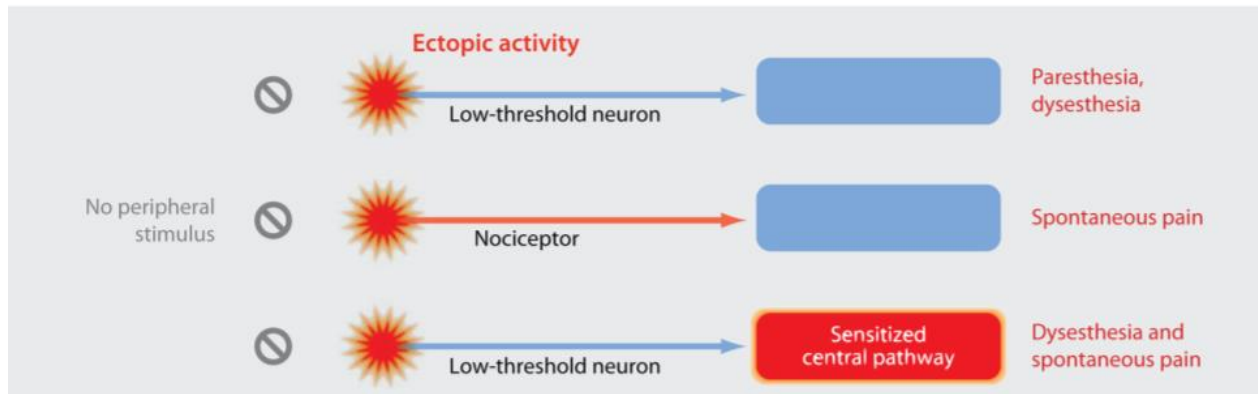 Ectopic activity
Low-threshold neuron
Paresthesia,
dysesthesia
No peripheral
stimulus
Nociceptor
Spontaneous pain
Low-threshold neuron
Sensitized
central pathway
Dysesthesia and
spontaneous pain